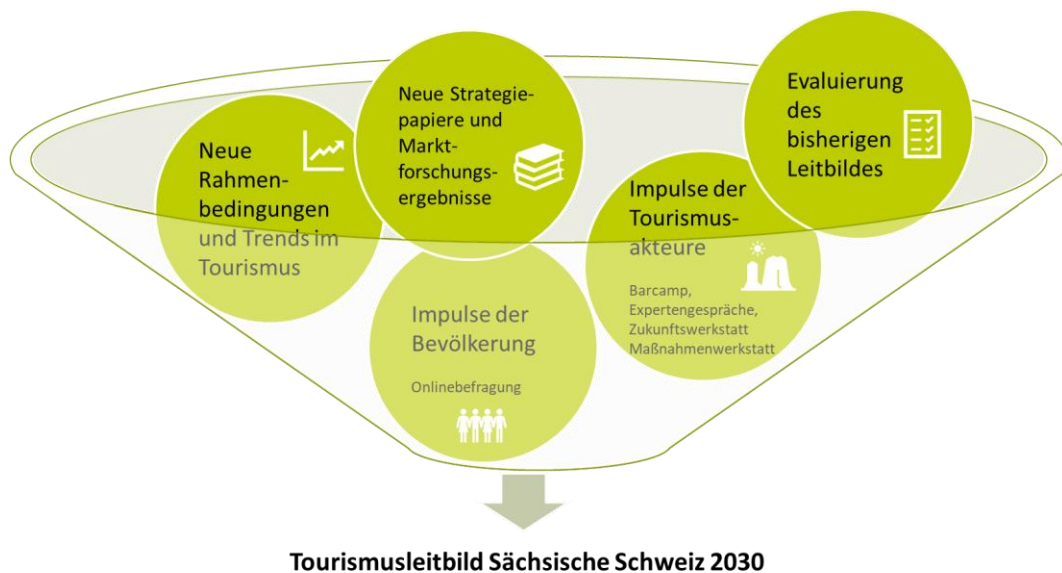 Neue
Rahmen-
bedingungen
und Trends im
Tourismus
Neue Strategie-
papiere und
Markt-
forschungs-
ergebnisse
Evaluierung
des
bisherigen
Leitbildes
Impulse der
Tourismus-
akteure
Barcamp,
Expertengespräche,
Zukunftswerkstatt
Maßnahmenwerkstatt
Impulse der
Bevölkerung
Onlinebefragung
Tourismusleitbild Sächsische Schweiz 2030